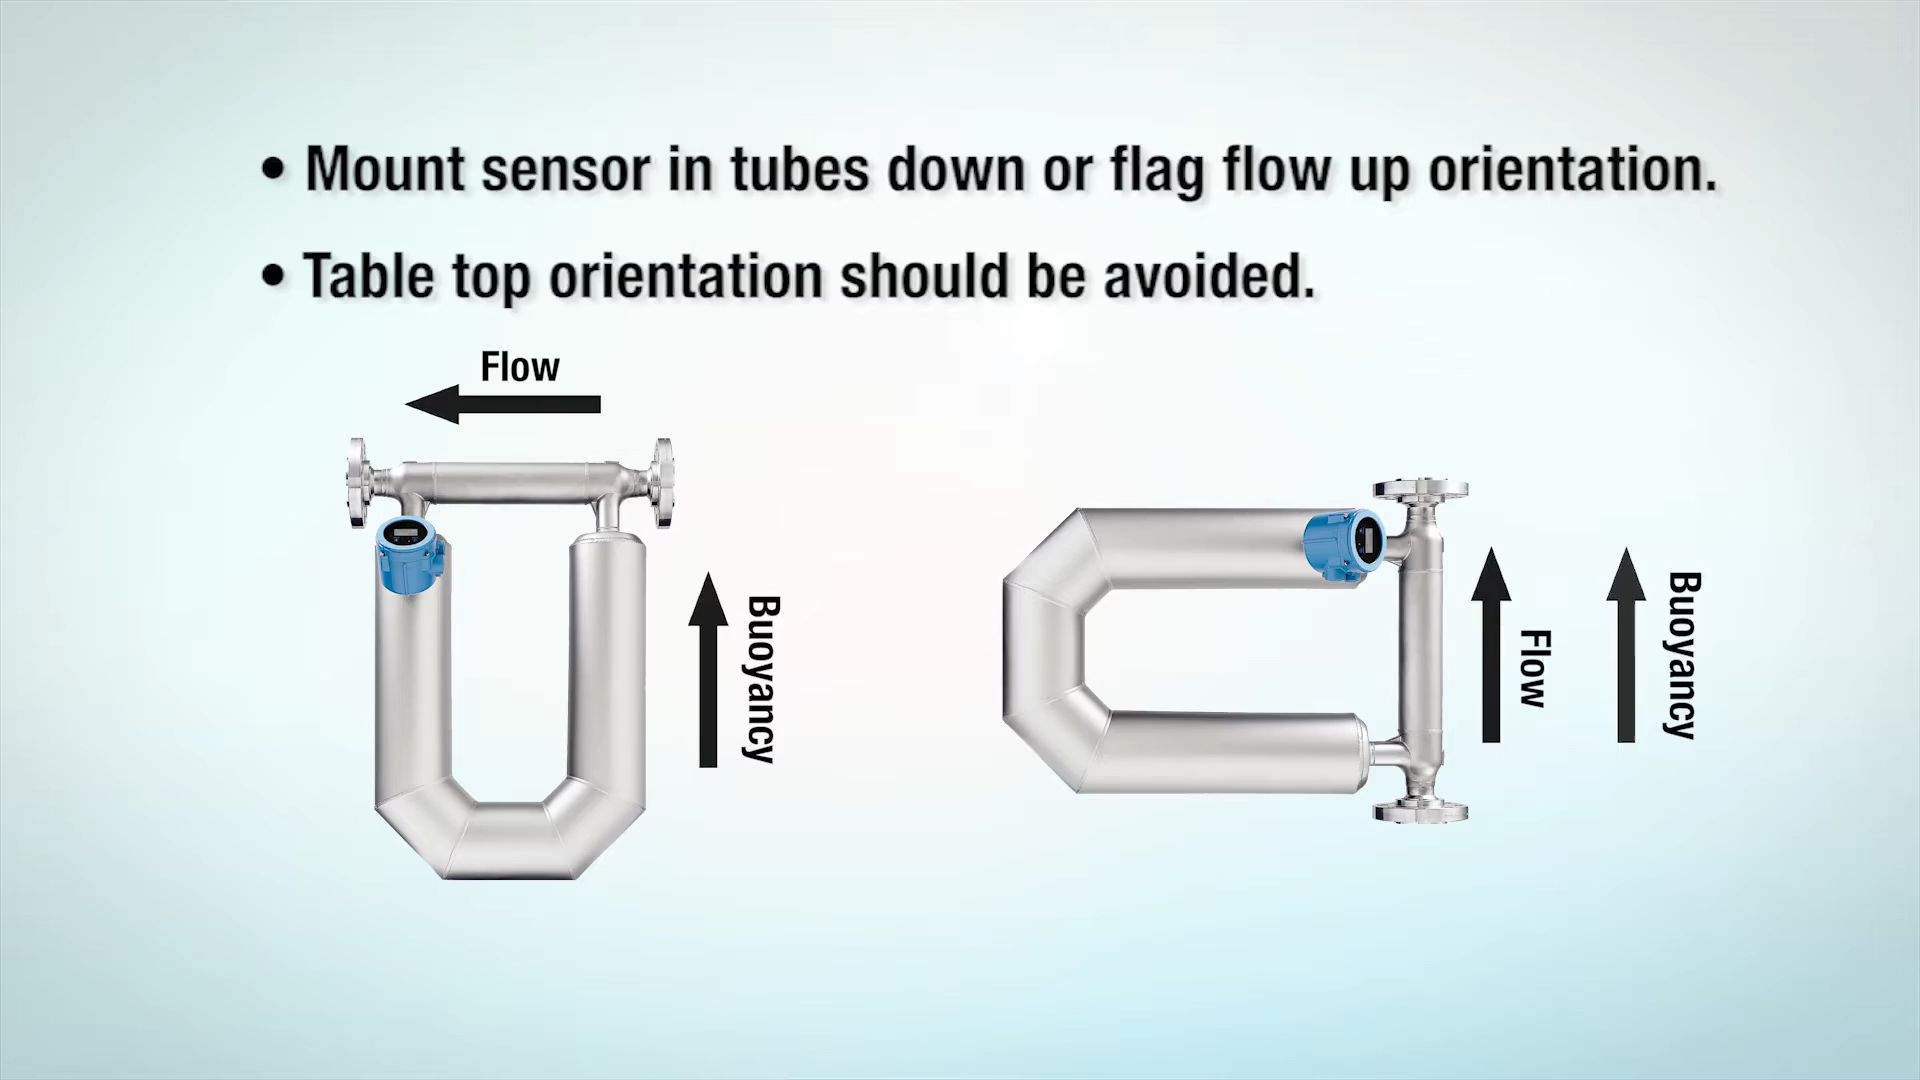 • Mount sensor in tubes down or flag flow up orientation.
• Table top orientation should be avoided.
Flow
Buoyancy
Flow
Buoyancy